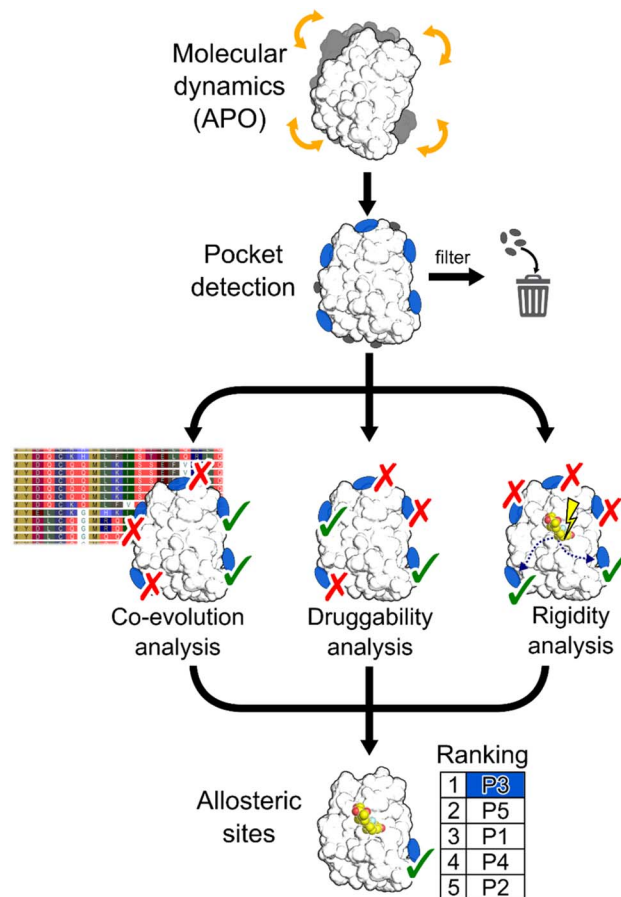 Molecular
dynamics
(APO)
Pocket
detection
filter
Co-evolution
analysis
Druggability
analysis
Rigidity
analysis
Allosteric
sites
Ranking
1 P3
2 P5
3 P1
4 P4
5 P2